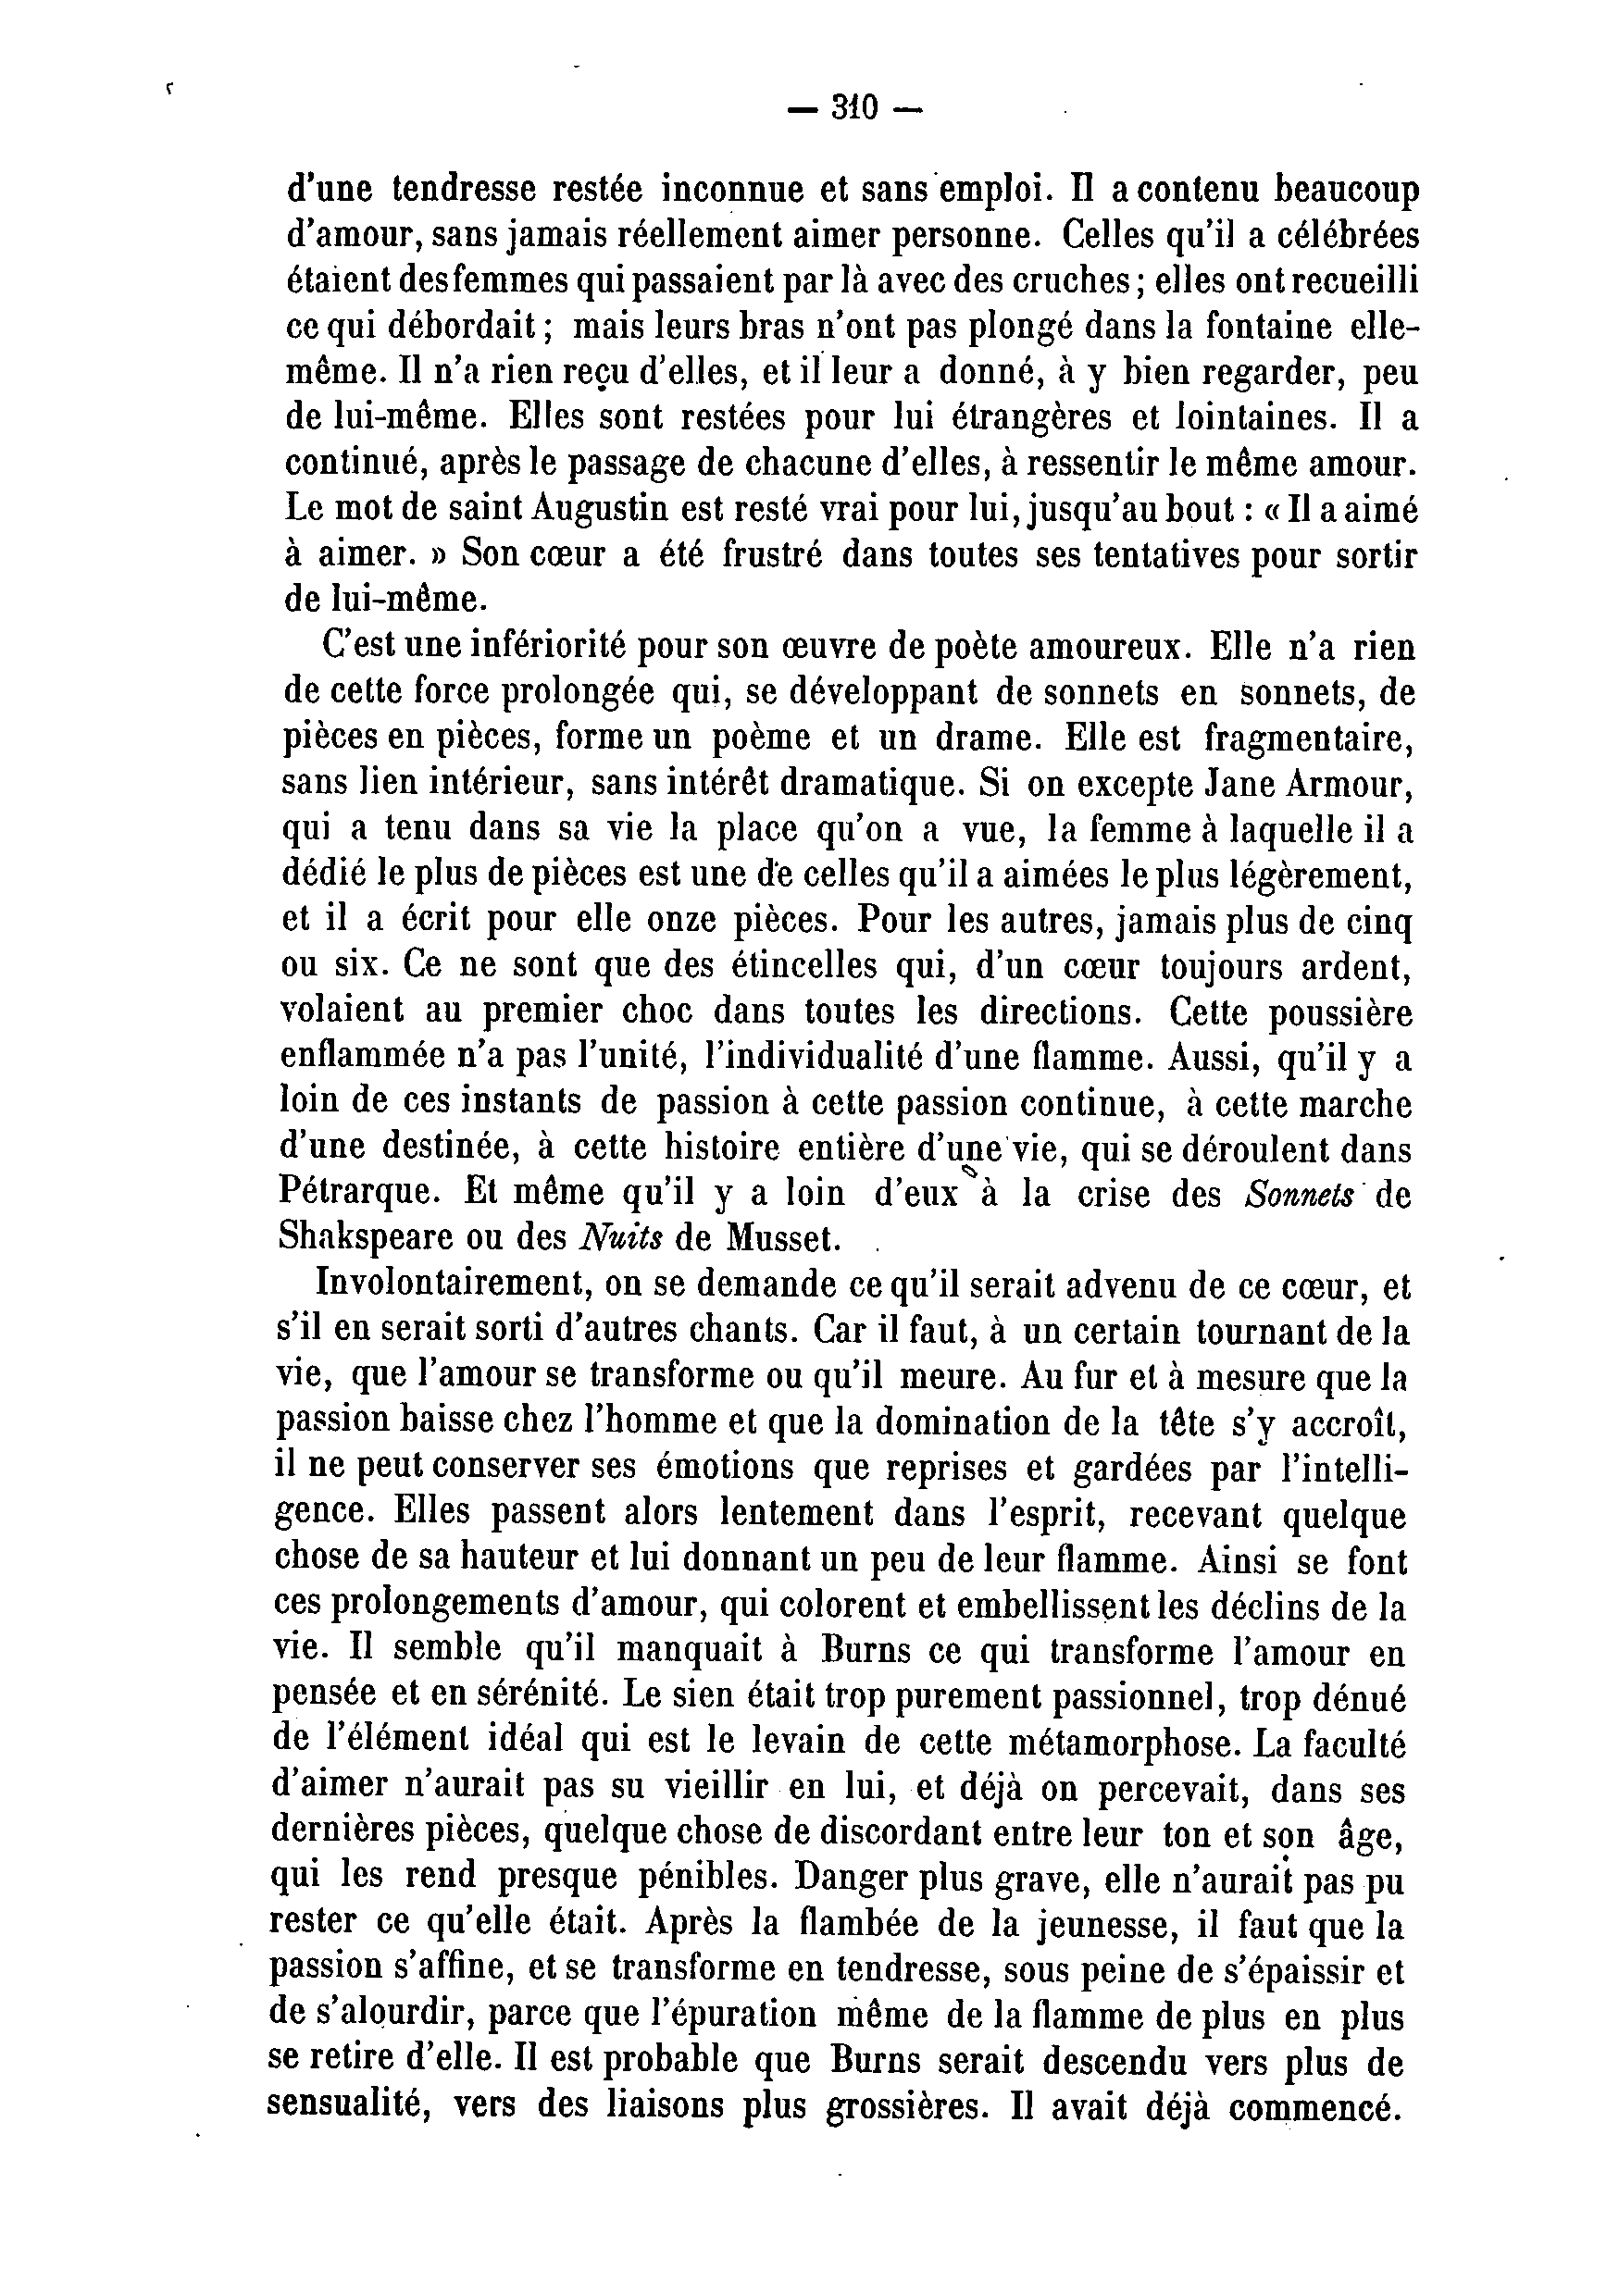 — 310 —
d'une tendresse restée inconnue et sans emploi. Il a contenu beaucoup
d'amour, sans jamais réellement aimer personne. Celles qu'il a célébrées
étaient des femmes qui passaient par là avec des cruches ; elles ont recueilli
ce qui débordait ; mais leurs bras n'ont pas plongé dans la fontaine elle-
même. Il n'a rien reçu d'elles, et il leur a donné, à y bien regarder, peu
de lui-même. Elles sont restées pour lui étrangères et lointaines. Il a
continué, après le passage de chacune d'elles, à ressentir le même amour.
Le mot de saint Augustin est resté vrai pour lui, jusqu'au bout : « Il a aimé
à aimer. » Son cœur a été frustré dans toutes ses tentatives pour sortir
de lui-même.
C'est une infériorité pour son œuvre de poète amoureux. Elle n'a rien
de cette force prolongée qui, se développant de sonnets en sonnets, de
pièces en pièces, forme un poème et un drame. Elle est fragmentaire,
sans lien intérieur, sans intérêt dramatique. Si on excepte Jane Armour,
qui a tenu dans sa vie la place qu'on a vue, la femme à laquelle il a
dédié le plus de pièces est une de celles qu'il a aimées le plus légèrement,
et il a écrit pour elle onze pièces. Pour les autres, jamais plus de cinq
ou six. Ce ne sont que des étincelles qui, d'un cœur toujours ardent,
volaient au premier choc dans toutes les directions. Cette poussière
enflammée n'a pas l'unité, l'individualité d'une flamme. Aussi, qu'il y a
loin de ces instants de passion à cette passion continue, à cette marche
d'une destinée, à cette histoire entière d'une vie, qui se déroulent dans
Pétrarque. Et même qu'il y a loin d'eux à la crise des Sonnets de
Shakspeare ou des Nuits de Musset.
Involontairement, on se demande ce qu'il serait advenu de ce cœur, et
s'il en serait sorti d'autres chants. Car il faut, à un certain tournant de la
vie, que l'amour se transforme ou qu'il meure. Au fur et à mesure que la
passion baisse chez l'homme et que la domination de la tête s'y accroît,
il ne peut conserver ses émotions que reprises et gardées par l'intelli-
gence. Elles passent alors lentement dans l'esprit, recevant quelque
chose de sa hauteur et lui donnant un peu de leur flamme. Ainsi se font
ces prolongements d'amour, qui colorent et embellissent les déclins de la
vie. Il semble qu'il manquait à Burns ce qui transforme l'amour en
pensée et en sérénité. Le sien était trop purement passionnel, trop dénué
de l'élément idéal qui est le levain de cette métamorphose. La faculté
d'aimer n'aurait pas su vieillir en lui, et déjà on percevait, dans ses
dernières pièces, quelque chose de discordant entre leur ton et son âge,
qui les rend presque pénibles. Danger plus grave, elle n'aurait pas pu
rester ce qu'elle était. Après la flambée de la jeunesse, il faut que la
passion s'affine, et se transforme en tendresse, sous peine de s'épaissir et
de s'alourdir, parce que l'épuration même de la flamme de plus en plus
se retire d'elle. Il est probable que Burns serait descendu vers plus de
sensualité, vers des liaisons plus grossières. Il avait déjà commencé.